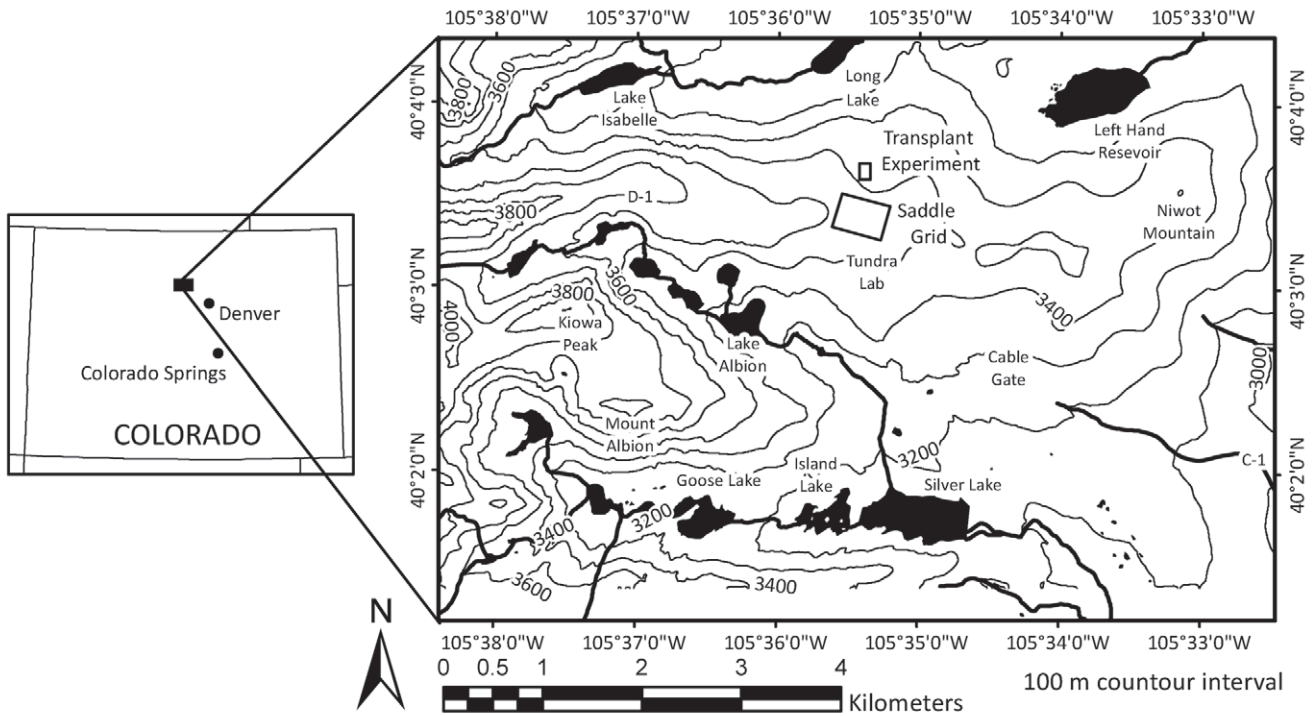 105°38'0"W
105°37'0"W
105°36'0"W
105°35'0"W
105°34'0"W
105°33'0"W
40°4'0"N
40°3'0"N
40°2'0"N
40°4'0"N
40°3'0"N
40°2'0"N
3800
3600
Lake
Isabelle
Long
Lake
Transplant
Experiment
Left Hand
Resevoir
D-1
3800
Saddle
Grid
Niwot
Mountain
Tundra
Lab
3600
3800
4000
Kiowa
Peak
3400
Lake
Albion
Cable
Gate
3000
Mount
Albion
3200
C-1
Goose Lake
Island
Lake
Silver Lake
3400
3200
3600
3400
Denver
Colorado Springs
COLORADO
105°38'0"W
105°37'0"W
105°36'0"W
105°35'0"W
105°34'0"W
105°33'0"W
N
0 0.5 1 2 3 4
Kilometers
100 m countour interval